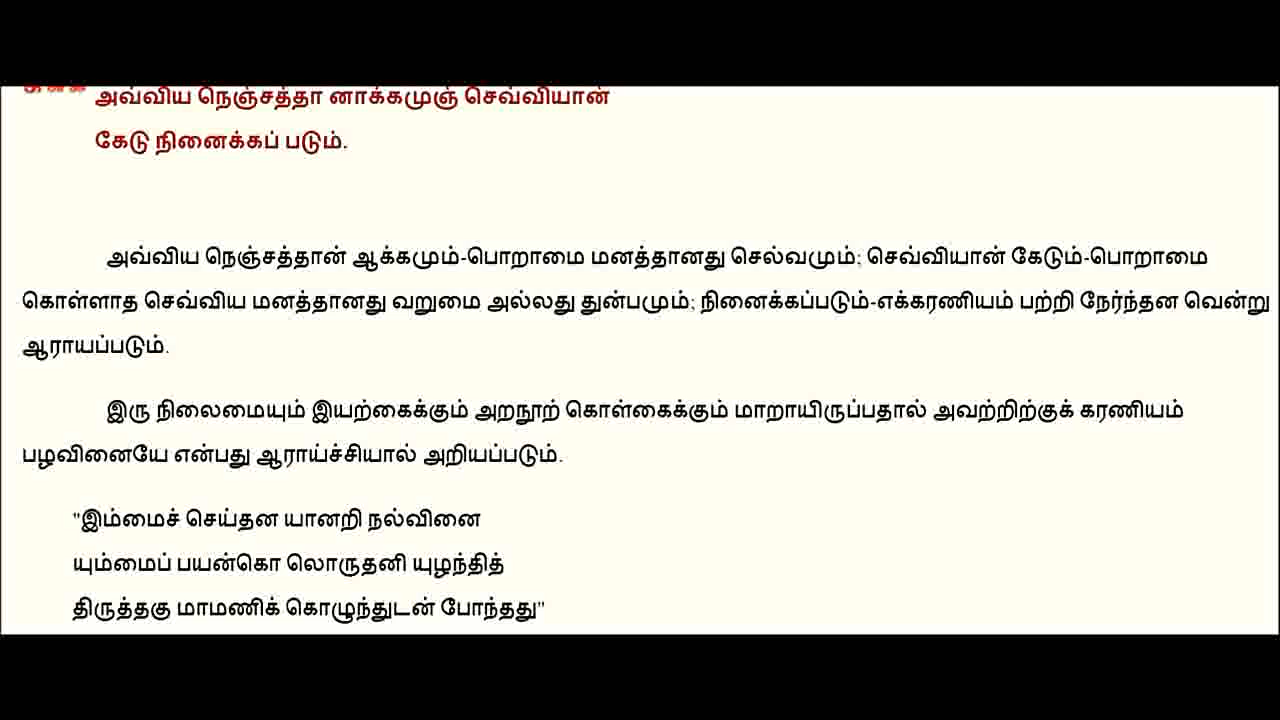 அவ்விய நெஞ்சத்தா னாக்கமுஞ் செவ்வியான்
கேடு நினைக்கப் படும்.
அவ்விய நெஞ்சத்தான் ஆக்கமும்-பொறாமை மனத்தானது செல்வமும்; செவ்வியான் கேடும்-பொறாமை
கொள்ளாத செவ்விய மனத்தானது வறுமை அல்லது துன்பமும்; நினைக்கப்படும்-எக்கரணியம் பற்றி நேர்ந்தன வென்று
ஆராயப்படும்.
இரு நிலைமையும் இயற்கைக்கும் அறநூற் கொள்கைக்கும் மாறாயிருப்பதால் அவற்றிற்குக் கரணியம்
பழவினையே என்பது ஆராய்ச்சியால் அறியப்படும்.
"இம்மைச் செய்தன யானறி நல்வினை
யும்மைப் பயன்கொ லொருதனி யுழந்தித்
திருத்தகு மாமணிக் கொழுந்துடன் போந்தது"